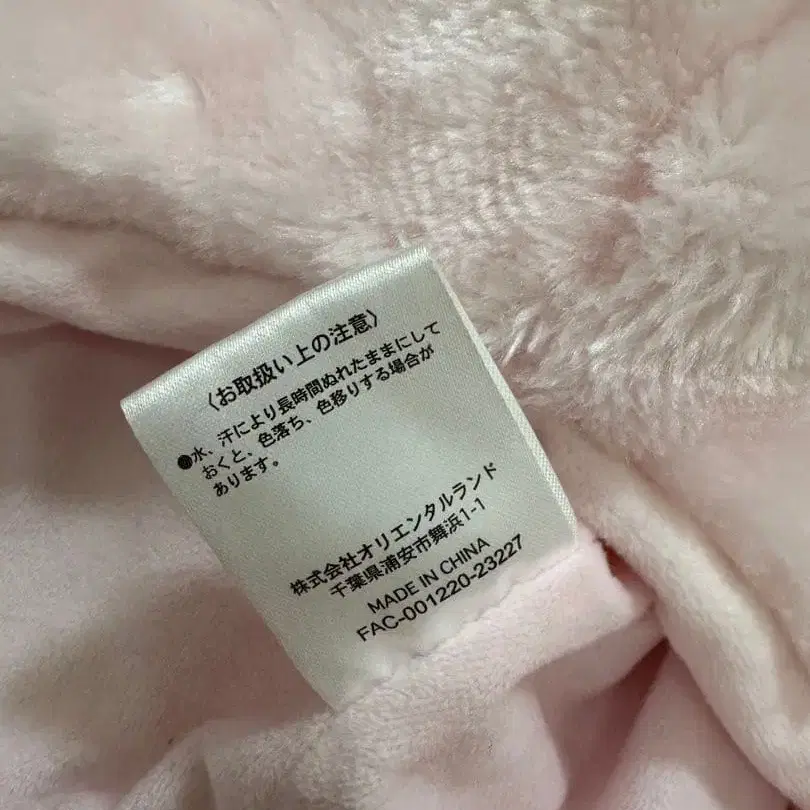 〈お取扱い上の注意〉
●水、汗により長時間ぬれたままにして
おくと、色落ち、色移りする場合が
あります。
株式会社オリエンタルランド
千葉県浦安市舞浜1-1
MADE IN CHINA
FAC-001220-23227